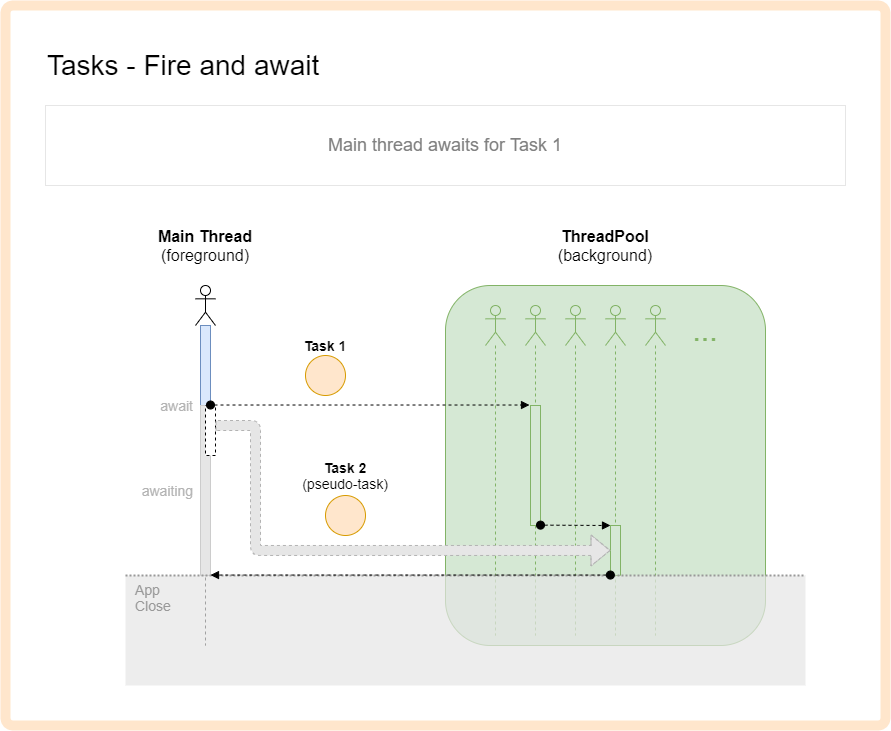 Tasks - Fire and await
Main thread awaits for Task 1
Main Thread
(foreground)
ThreadPool
(background)
...
Task 1
await
Task 2
(pseudo-task)
awaiting
App
Close